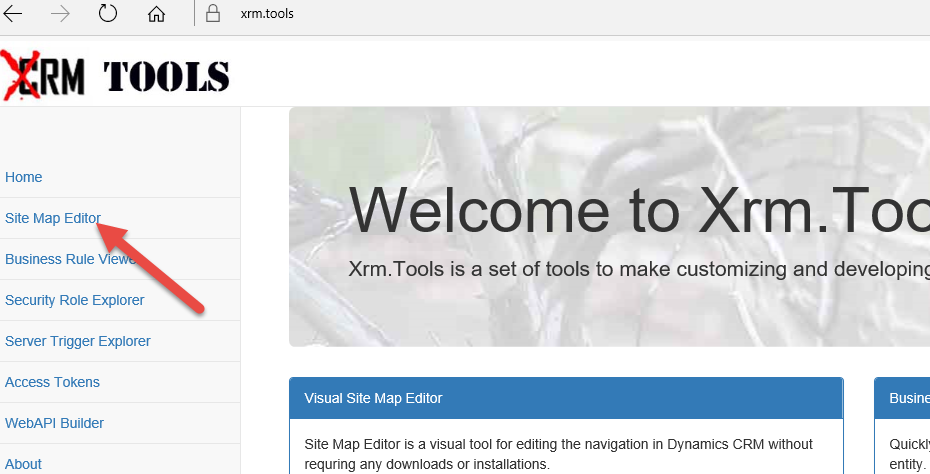 xrm.tools
XCRM TOOLS
Home
Site Map Editor
Business Rule Viewer
Security Role Explorer
Server Trigger Explorer
Access Tokens
WebAPI Builder
About
Welcome to Xrm.Too
Xrm.Tools is a set of tools to make customizing and developing
Visual Site Map Editor
Site Map Editor is a visual tool for editing the navigation in Dynamics CRM without
requring any downloads or installations.
Busine
Quickly
entity.